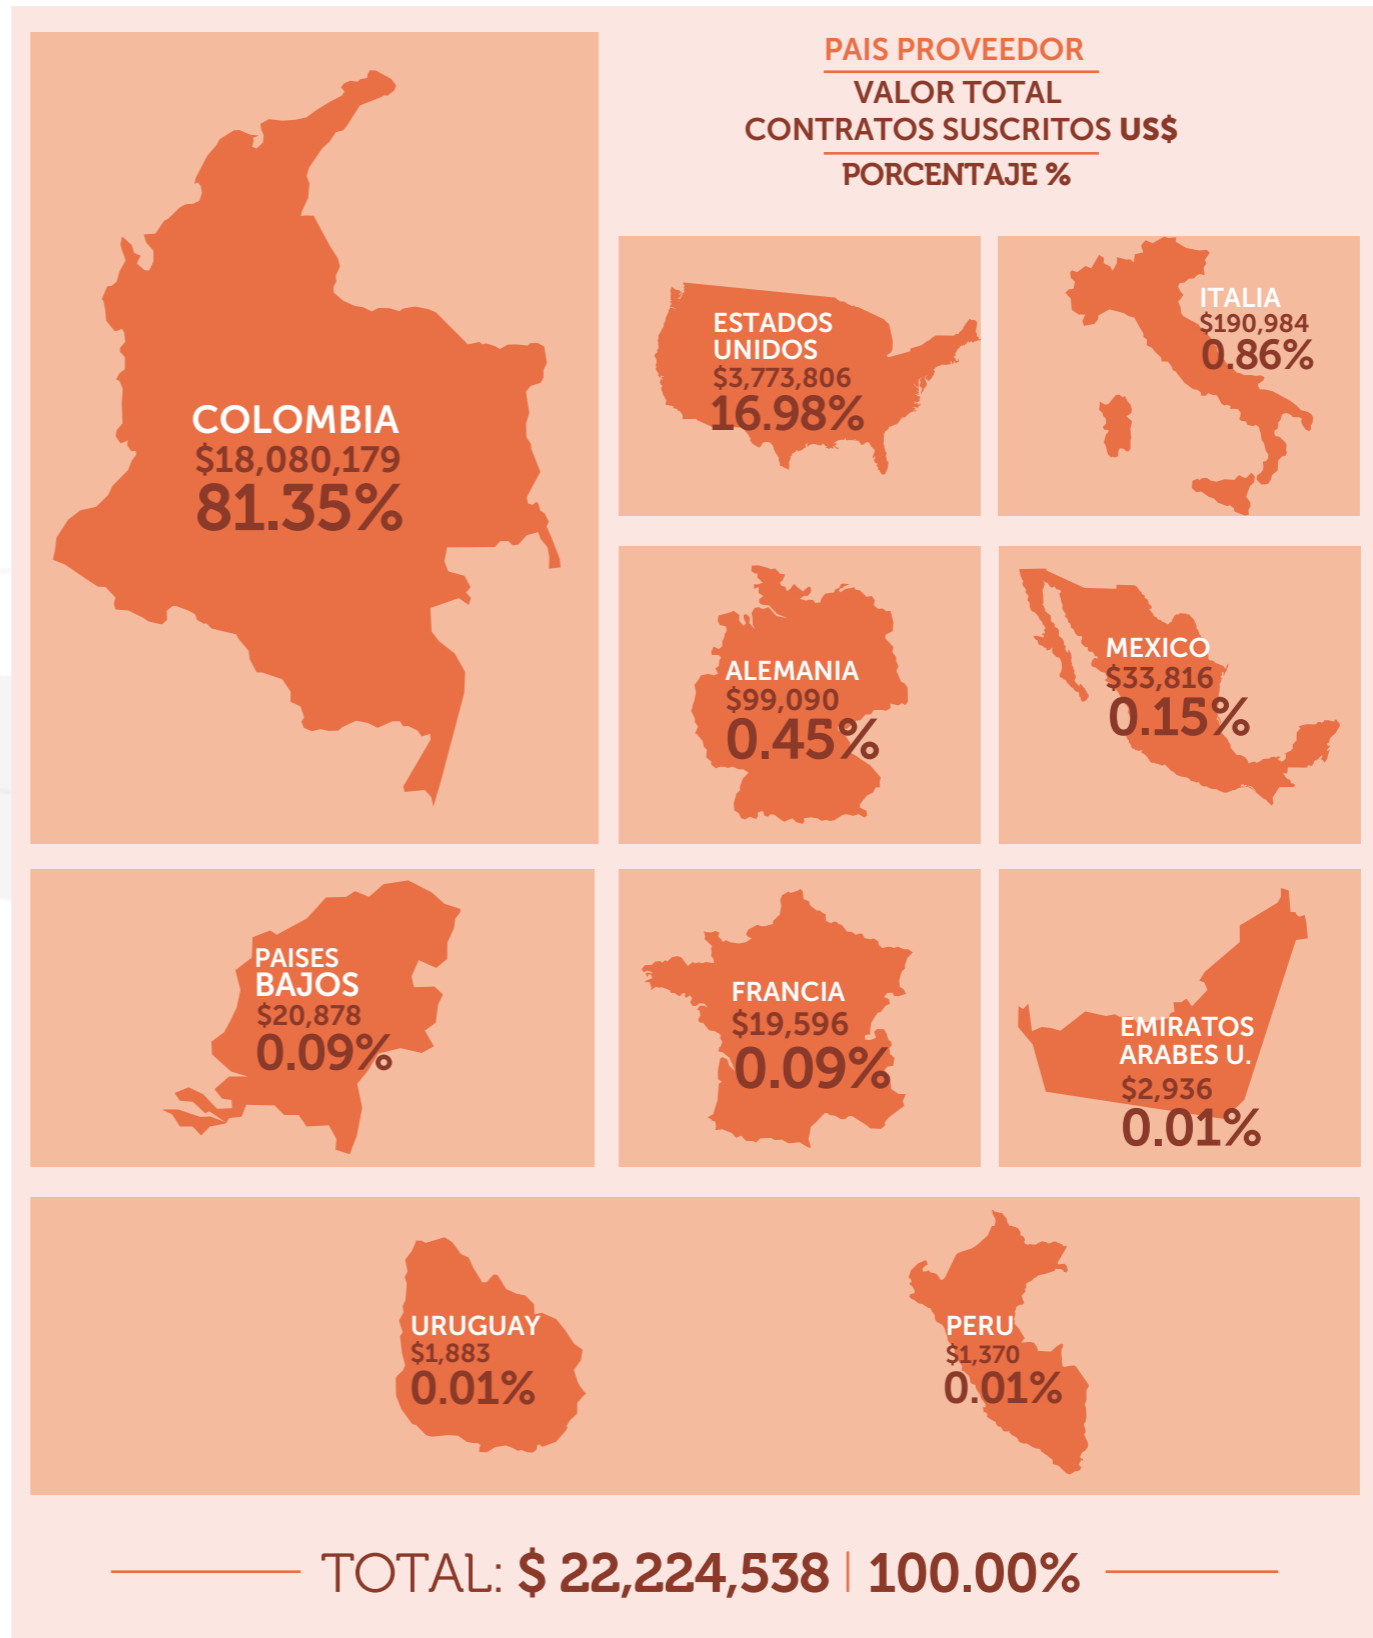 PAIS PROVEEDOR
VALOR TOTAL
CONTRATOS SUSCRITOS US$
PORCENTAJE %
COLOMBIA
$18,080,179
81.35%
ESTADOS
UNIDOS
$3,773,806
16.98%
ITALIA
$190,984
0.86%
ALEMANIA
$99,090
0.45%
MEXICO
$33,816
0.15%
PAISES
BAJOS
$20,878
0.09%
FRANCIA
$19,596
0.09%
EMIRATOS
ARABES U.
$2,936
0.01%
URUGUAY
$1,883
0.01%
PERU
$1,370
0.01%
TOTAL: $ 22,224,538 | 100.00%